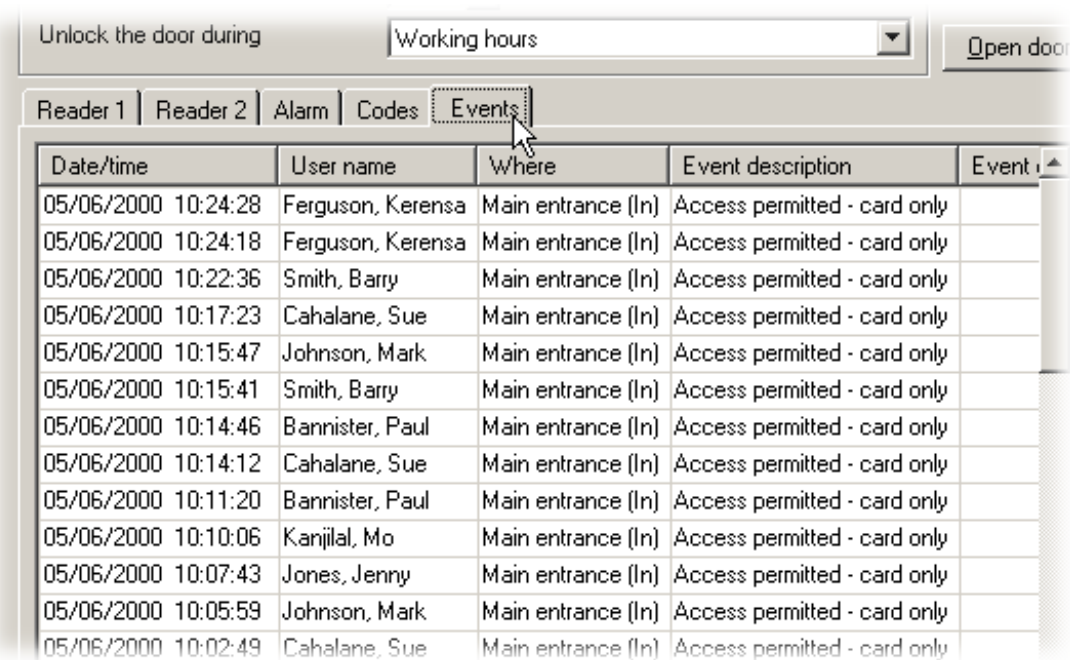 Unlock the door during Working hours Open door
Reader 1 Reader 2 Alarm Codes Events
Date/time User name Where Event description Event
05/06/2000 10:24:28 Ferguson, Kerensa Main entrance (In) Access permitted - card only
05/06/2000 10:24:18 Ferguson, Kerensa Main entrance (In) Access permitted - card only
05/06/2000 10:22:36 Smith, Barry Main entrance (In) Access permitted - card only
05/06/2000 10:17:23 Cahalane, Sue Main entrance (In) Access permitted - card only
05/06/2000 10:15:47 Johnson, Mark Main entrance (In) Access permitted - card only
05/06/2000 10:15:41 Smith, Barry Main entrance (In) Access permitted - card only
05/06/2000 10:14:46 Bannister, Paul Main entrance (In) Access permitted - card only
05/06/2000 10:14:12 Cahalane, Sue Main entrance (In) Access permitted - card only
05/06/2000 10:11:20 Bannister, Paul Main entrance (In) Access permitted - card only
05/06/2000 10:10:06 Kanjilal, Mo Main entrance (In) Access permitted - card only
05/06/2000 10:07:43 Jones, Jenny Main entrance (In) Access permitted - card only
05/06/2000 10:05:59 Johnson, Mark Main entrance (In) Access permitted - card only
05/06/2000 10:02:49 Cahalane, Sue Main entrance (In) Access permitted - card only